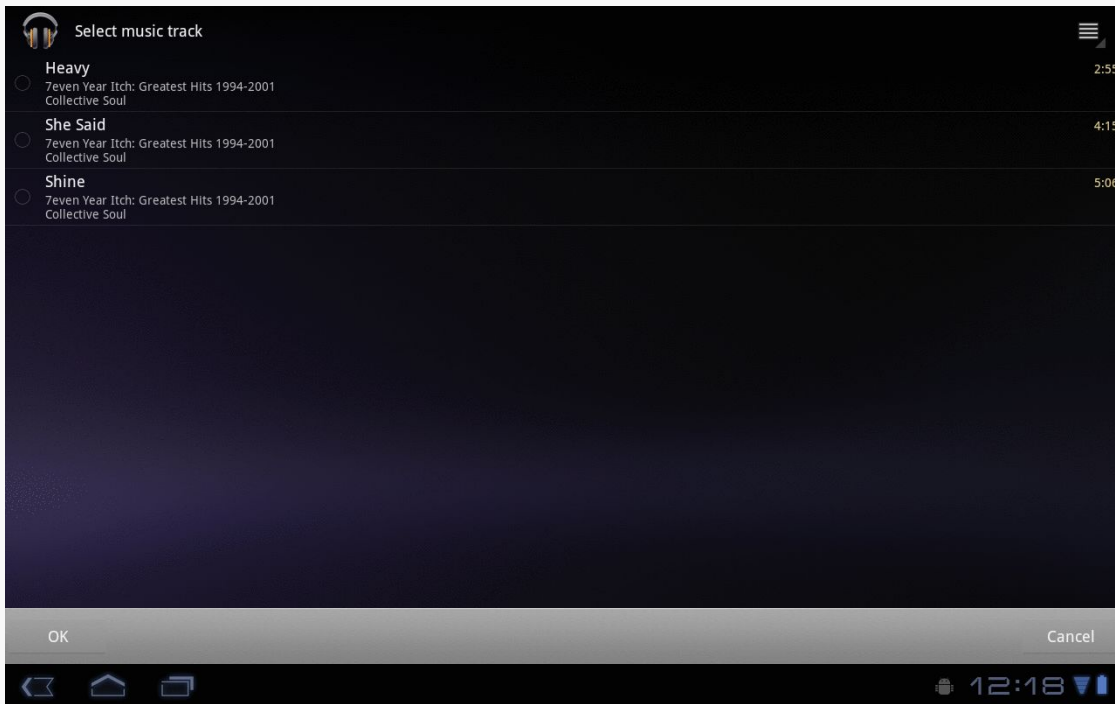 Select music track
Heavy
2:55
7even Year Itch: Greatest Hits 1994-2001
Collective Soul
She Said
4:15
7even Year Itch: Greatest Hits 1994-2001
Collective Soul
Shine
5:06
7even Year Itch: Greatest Hits 1994-2001
Collective Soul
OK
Cancel
12:18